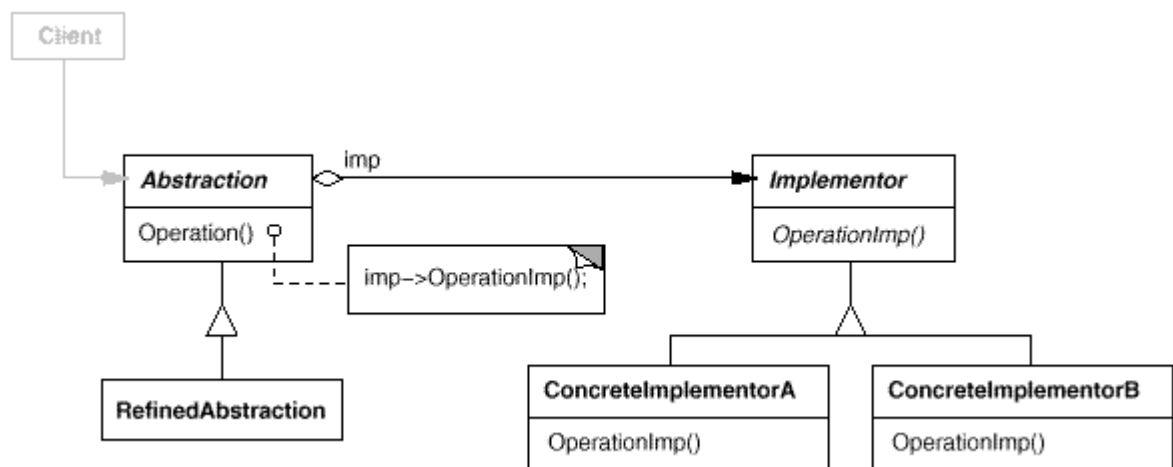 Client
imp
Abstraction
Implementor
Operation()
OperationImp()
imp->OperationImp();
RefinedAbstraction
ConcreteImplementorA
ConcreteImplementorB
OperationImp()
OperationImp()